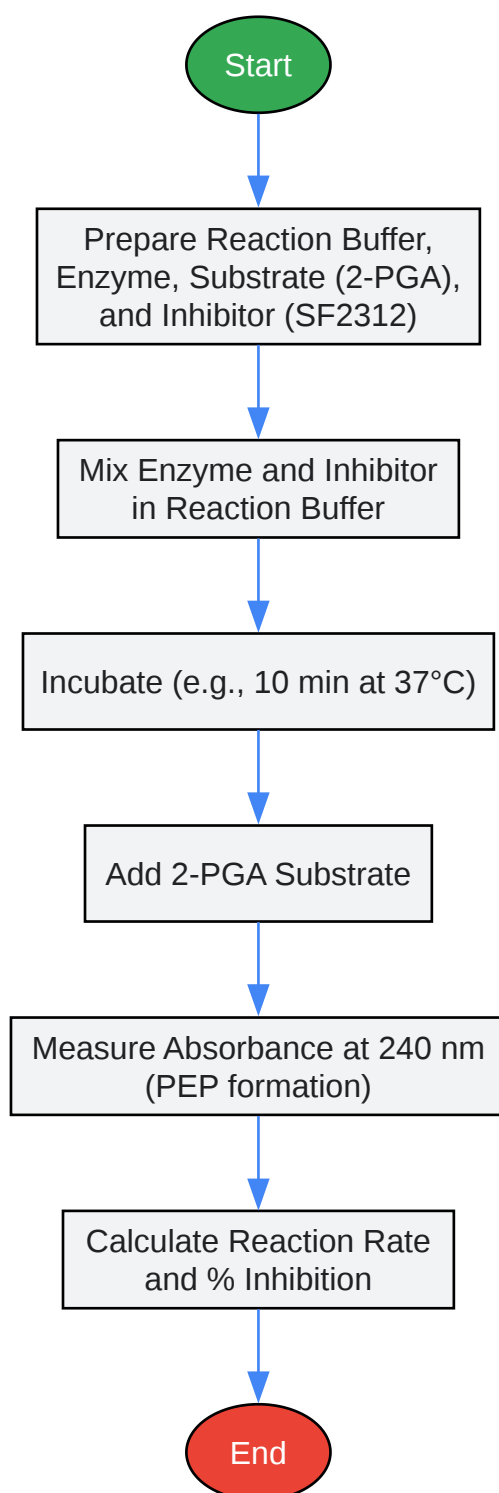 Start
Prepare Reaction Buffer,
Enzyme, Substrate (2-PGA),
and Inhibitor (SF2312)
Mix Enzyme and Inhibitor
in Reaction Buffer
Incubate (e.g., 10 min at 37°C)
Add 2-PGA Substrate
Measure Absorbance at 240 nm
(PEP formation)
Calculate Reaction Rate
and % Inhibition
End